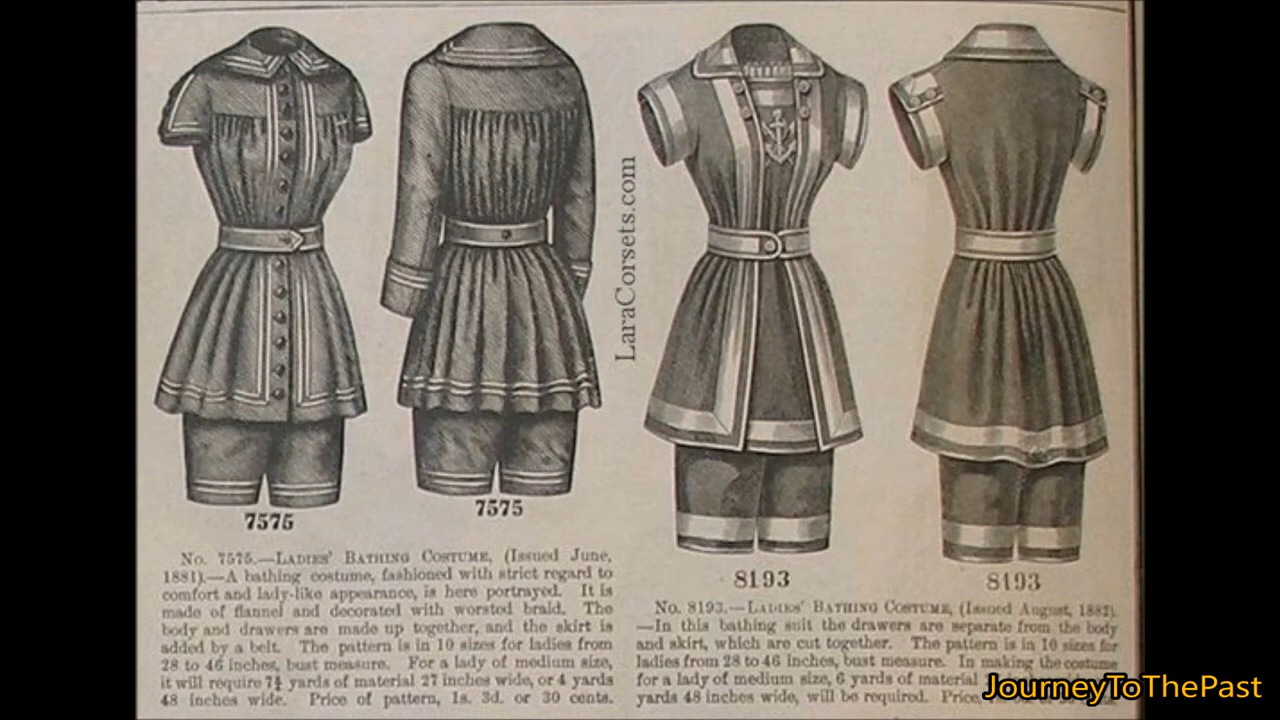 LaraCorsets.com
7575
7575
No. 7575.—Ladies' Bathing Costume, (Issued June,
1881).—A bathing costume, fashioned with strict regard to
comfort and lady-like appearance, is here portrayed. It is
made of flannel and decorated with worsted braid. The
body and drawers are made up together, and the skirt is
added by a belt. The pattern is in 10 sizes for ladies from
28 to 46 inches, bust measure. For a lady of medium size,
it will require 7½ yards of material 27 inches wide, or 4 yards
48 inches wide. Price of pattern, 1s. 3d. or 30 cents.
8193
8193
No. 8193.—Ladies' Bathing Costume, (Issued August, 1882).
—In this bathing suit the drawers are separate from the body
and skirt, which are cut together. The pattern is in 10 sizes for
ladies from 28 to 46 inches, bust measure. In making the costume
for a lady of medium size, 6 yards of material
yards 48 inches wide, will be required. Price,
JourneyToThePast